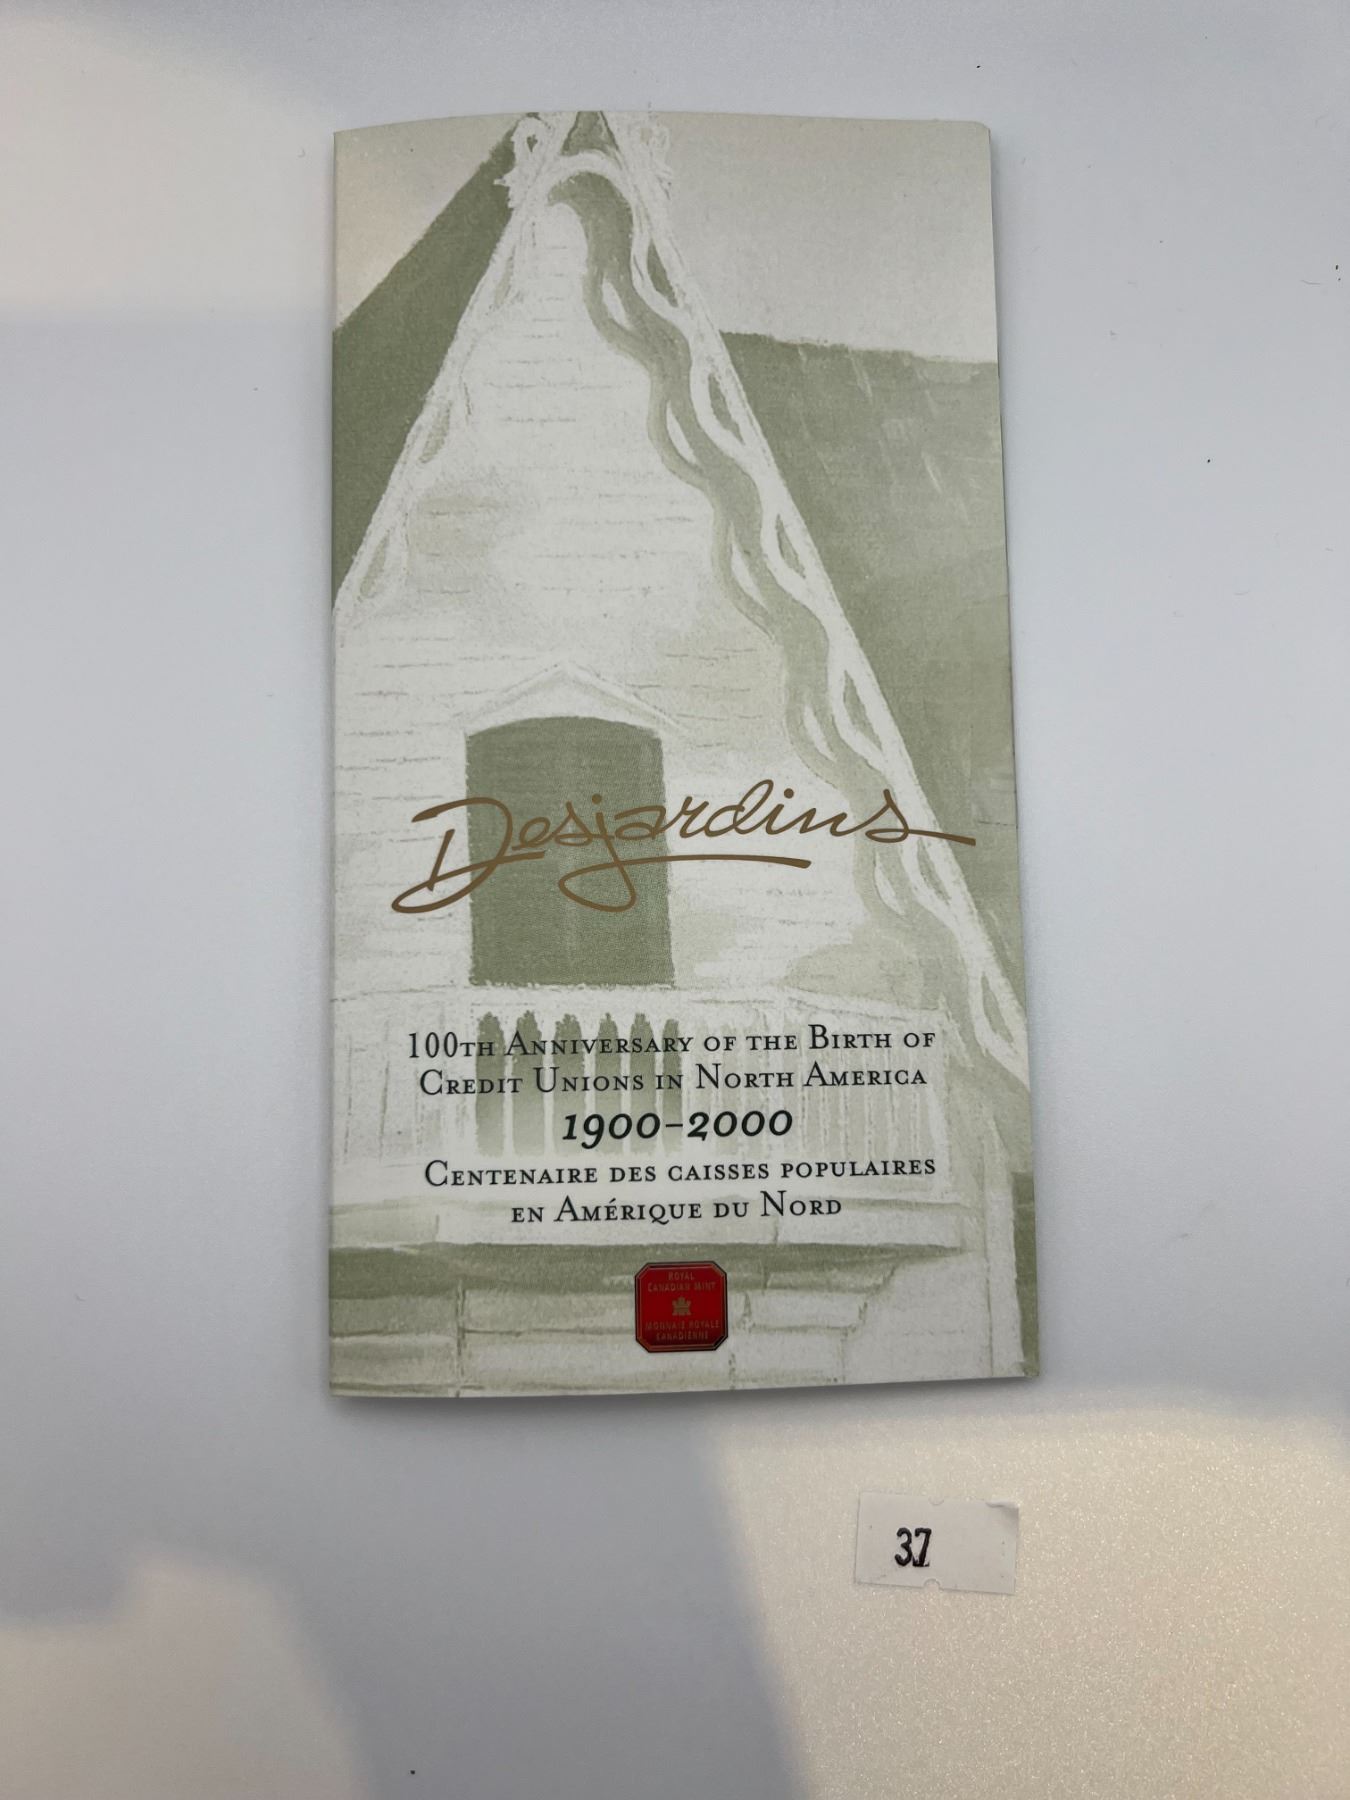 Desjardins
100TH ANNIVERSARY OF THE BIRTH OF
CREDIT UNIONS IN NORTH AMERICA
1900–2000
CENTENAIRE DES CAISSES POPULAIRES
EN AMÉRIQUE DU NORD
ROYAL
CANADIAN MINT
MONNAIE ROYALE
CANADIENNE
37